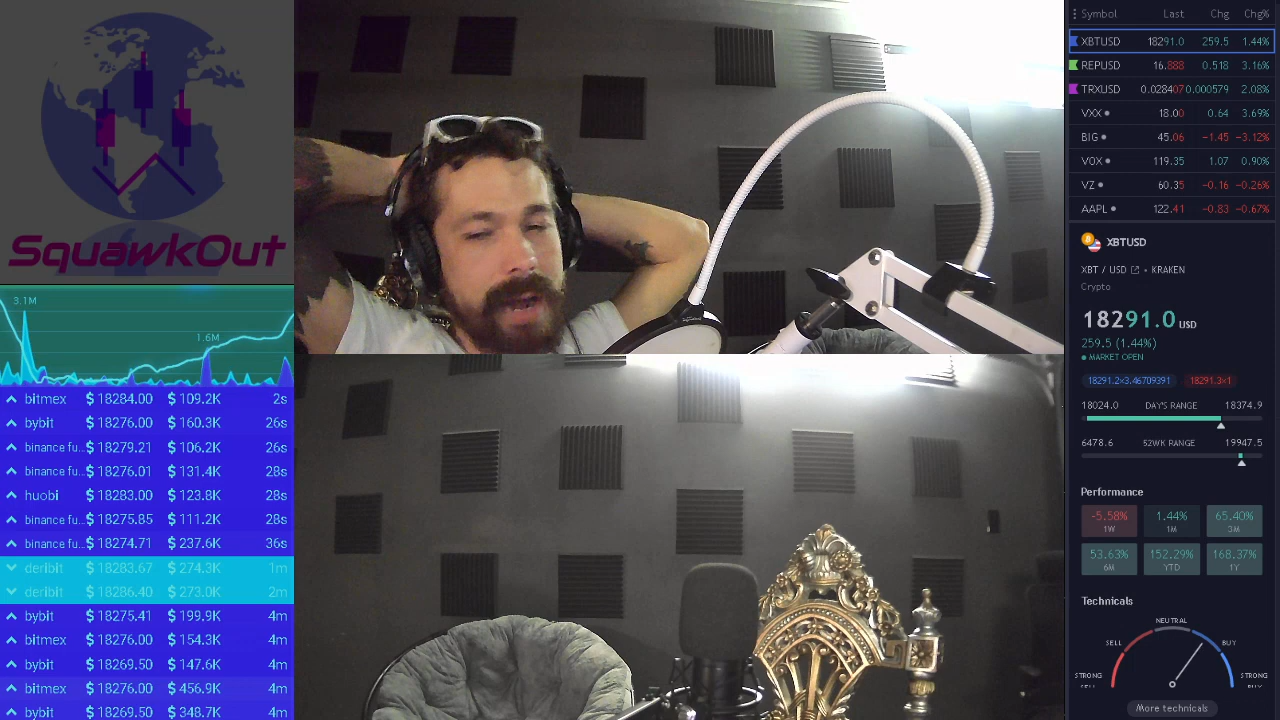 SquawkOut
3.1M
1.6M
bitmex $ 18284.00 $ 109.2K 2s
bybit $ 18276.00 $ 160.3K 26s
binance fu... $ 18279.21 $ 106.2K 26s
binance fu... $ 18276.01 $ 131.4K 28s
huobi $ 18283.00 $ 123.8K 28s
binance fu... $ 18275.85 $ 111.2K 28s
binance fu... $ 18274.71 $ 237.6K 36s
deribit $ 18283.67 $ 274.3K 1m
deribit $ 18286.40 $ 273.0K 2m
bybit $ 18275.41 $ 199.9K 4m
bitmex $ 18276.00 $ 154.3K 4m
bybit $ 18269.50 $ 147.6K 4m
bitmex $ 18276.00 $ 456.9K 4m
bybit $ 18269.50 $ 348.7K 4m
Symbol Last Chg Chg%
XBTUSD 18291.0 259.5 1.44%
REPUSD 16.888 0.518 3.16%
TRXUSD 0.028407 0.000579 2.08%
VXX 18.00 0.64 3.69%
BIG 45.06 −1.45 −3.12%
VOX 119.35 1.07 0.90%
VZ 60.35 −0.16 −0.26%
AAPL 122.41 −0.83 −0.67%
XBTUSD
XBT / USD • KRAKEN
Crypto
18291.0 USD
259.5 (1.44%)
MARKET OPEN
18291.2×3.46709391 18291.3×1
18024.0 DAY'S RANGE 18374.9
6478.6 52WK RANGE 19947.5
Performance
-5.58% 1.44% 65.40%
1W 1M 3M
53.63% 152.29% 168.37%
6M YTD 1Y
Technicals
NEUTRAL
SELL BUY
STRONG STRONG
More technicals